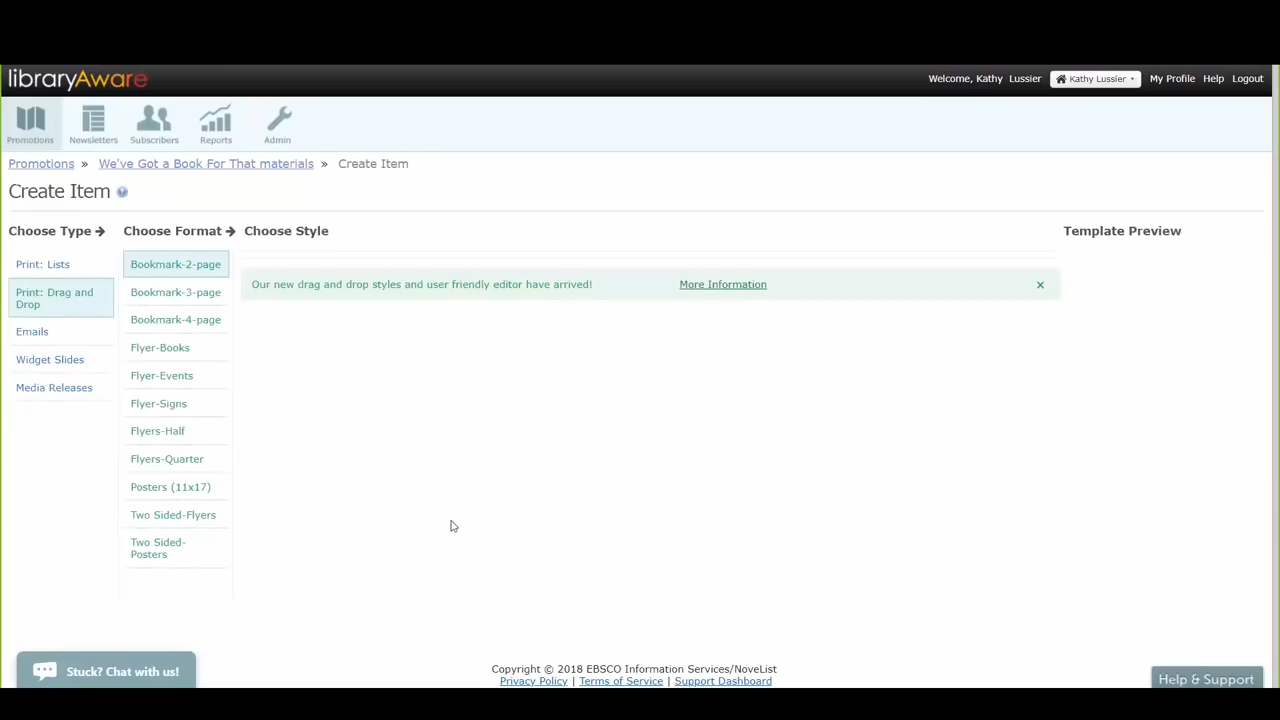 libraryAware
Welcome, Kathy Lussier
Kathy Lussier
My Profile
Help
Logout
Promotions
Newsletters
Subscribers
Reports
Admin
Promotions » We've Got a Book For That materials » Create Item
Create Item
Choose Type
Choose Format
Choose Style
Template Preview
Print: Lists
Print: Drag and
Drop
Emails
Widget Slides
Media Releases
Bookmark-2-page
Bookmark-3-page
Bookmark-4-page
Flyer-Books
Flyer-Events
Flyer-Signs
Flyers-Half
Flyers-Quarter
Posters (11x17)
Two Sided-Flyers
Two Sided-
Posters
Our new drag and drop styles and user friendly editor have arrived!
More Information
×
Stuck? Chat with us!
Copyright © 2018 EBSCO Information Services/NoveList
Privacy Policy | Terms of Service | Support Dashboard
Help & Support